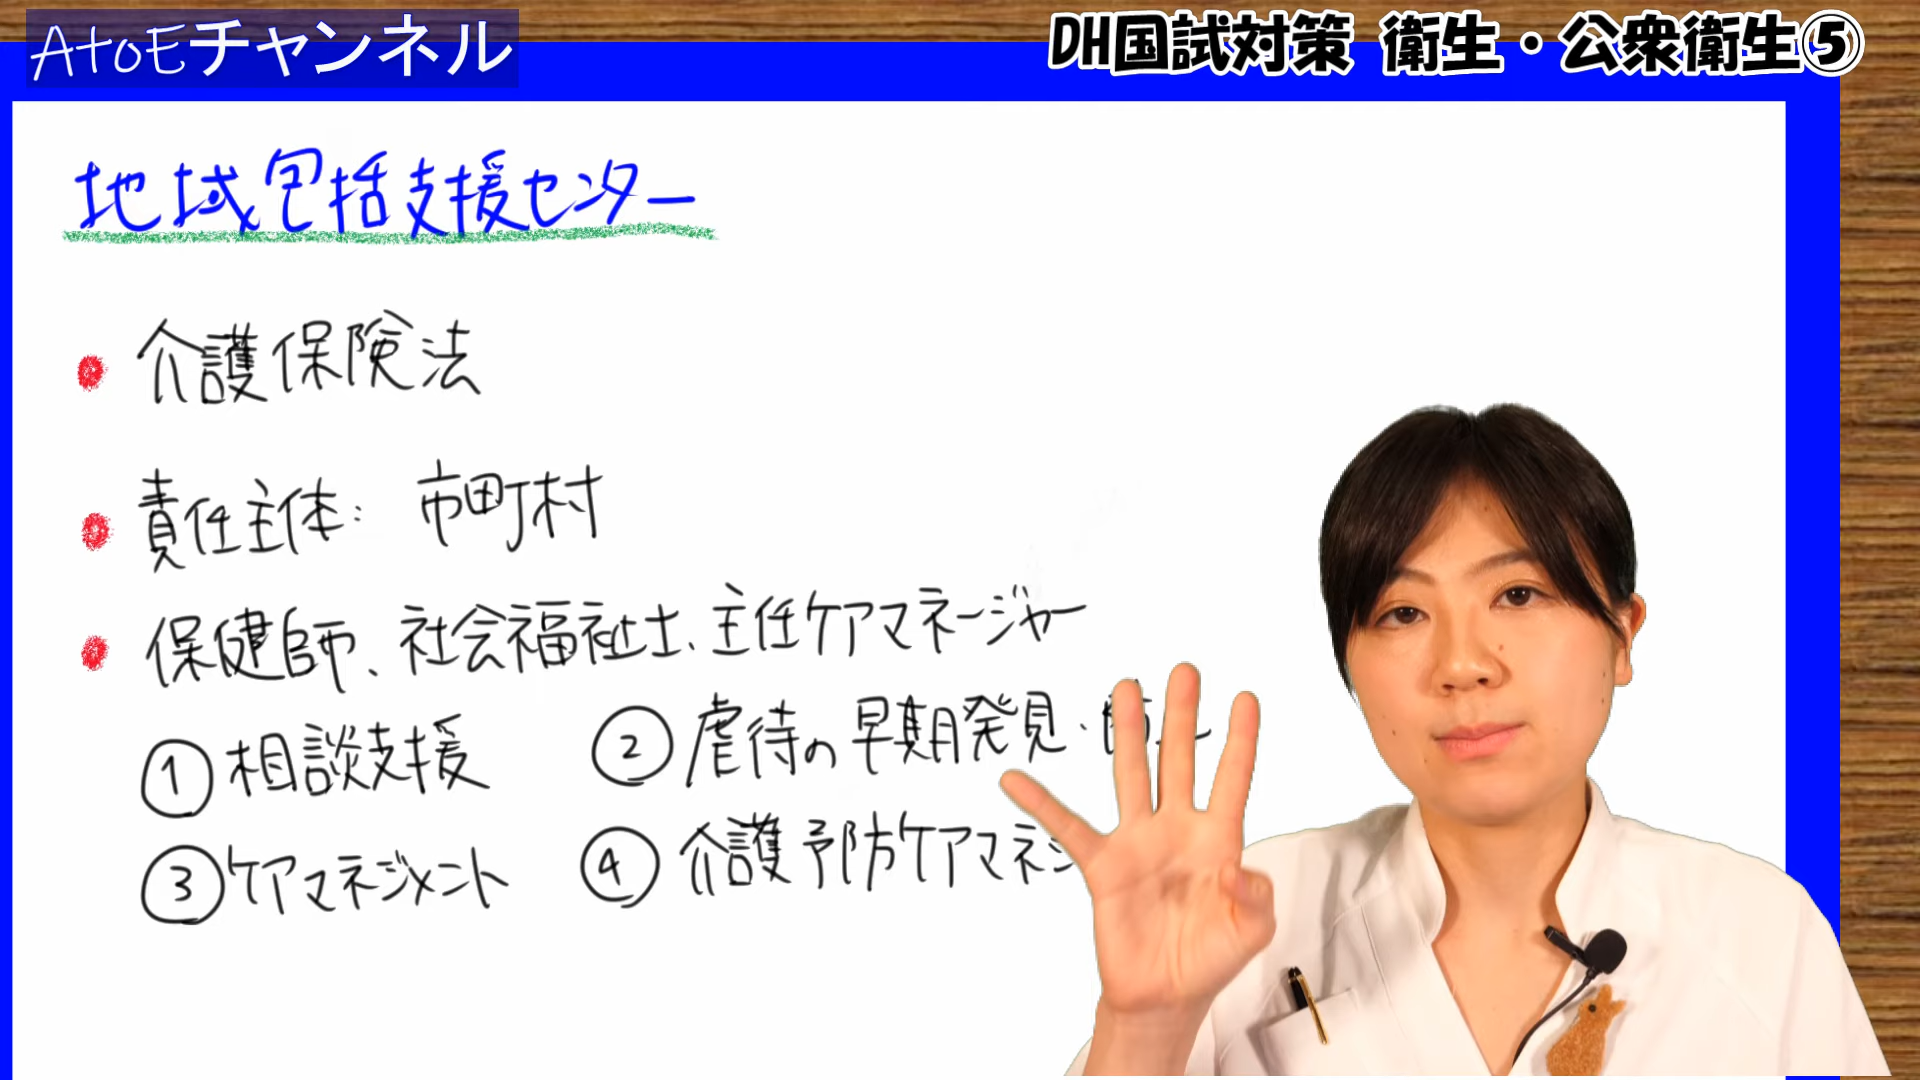 AtoEチャンネル
DH国試対策 衛生・公衆衛生⑤
地域包括支援センター
介護保険法
責任主体: 市町村
保健師、社会福祉士、主任ケアマネージャー
①相談支援 ②虐待の早期発見・
③ケアマネジメント ④介護予防ケアマネジ